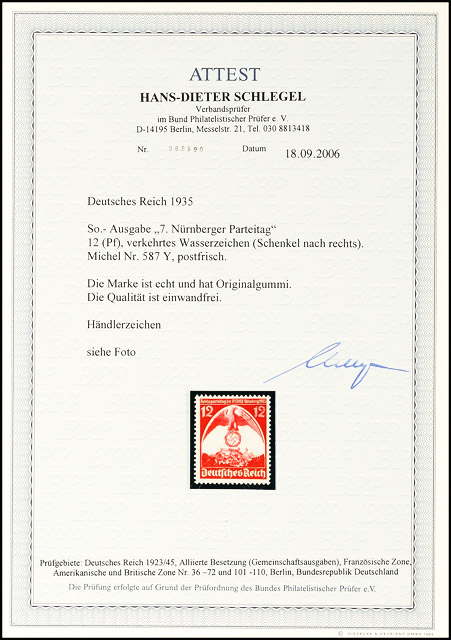 ATTEST
HANS-DIETER SCHLEGEL
Verbandsprüfer
im Bund Philatelistischer Prüfer e. V.
D-14195 Berlin, Messelstr. 21, Tel. 030 8813418
Nr. Datum 18.09.2006
Deutsches Reich 1935
So.- Ausgabe „7. Nürnberger Parteitag“
12 (Pf), verkehrtes Wasserzeichen (Schenkel nach rechts).
Michel Nr. 587 Y, postfrisch.
Die Marke ist echt und hat Originalgummi.
Die Qualität ist einwandfrei.
Händlerzeichen
siehe Foto
12 12
Deutsches Reich
Prüfgebiete: Deutsches Reich 1923/45, Alliierte Besetzung (Gemeinschaftsausgaben), Französische Zone,
Amerikanische und Britische Zone Nr. 36 –72 und 101 -110, Berlin, Bundesrepublik Deutschland
Die Prüfung erfolgte auf Grund der Prüfordnung des Bundes Philatelistischer Prüfer e.V.